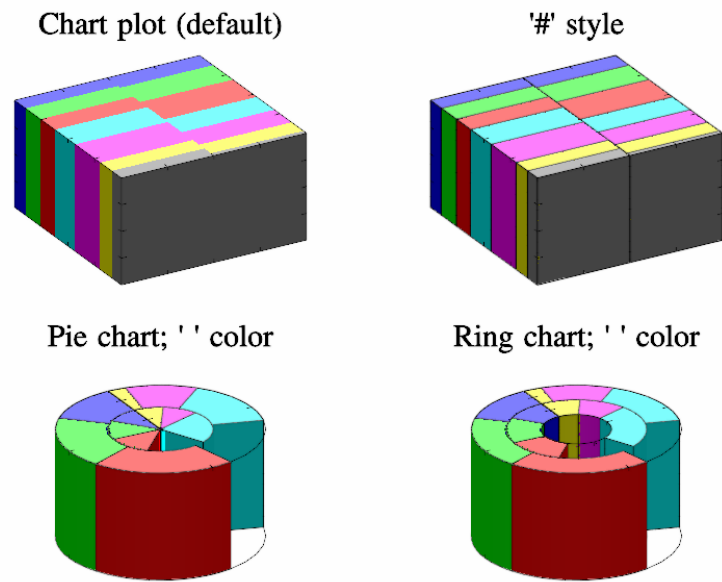 Chart plot (default)
'#' style
Pie chart; ' ' color
Ring chart; ' ' color